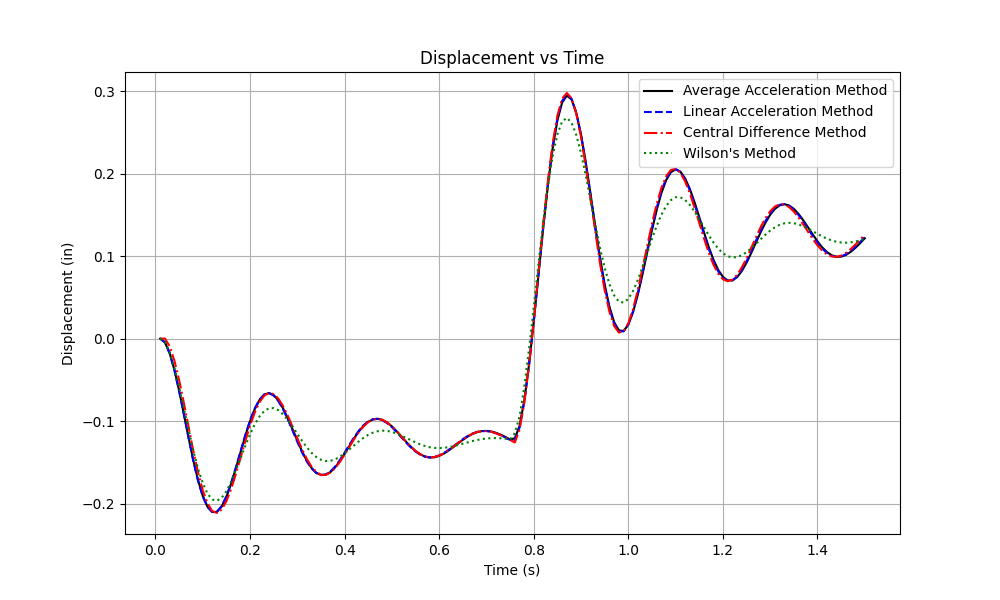 Displacement vs Time
Average Acceleration Method
Linear Acceleration Method
Central Difference Method
Wilson's Method
Displacement (in)
0.3
0.2
0.1
0.0
−0.1
−0.2
0.0 0.2 0.4 0.6 0.8 1.0 1.2 1.4
Time (s)